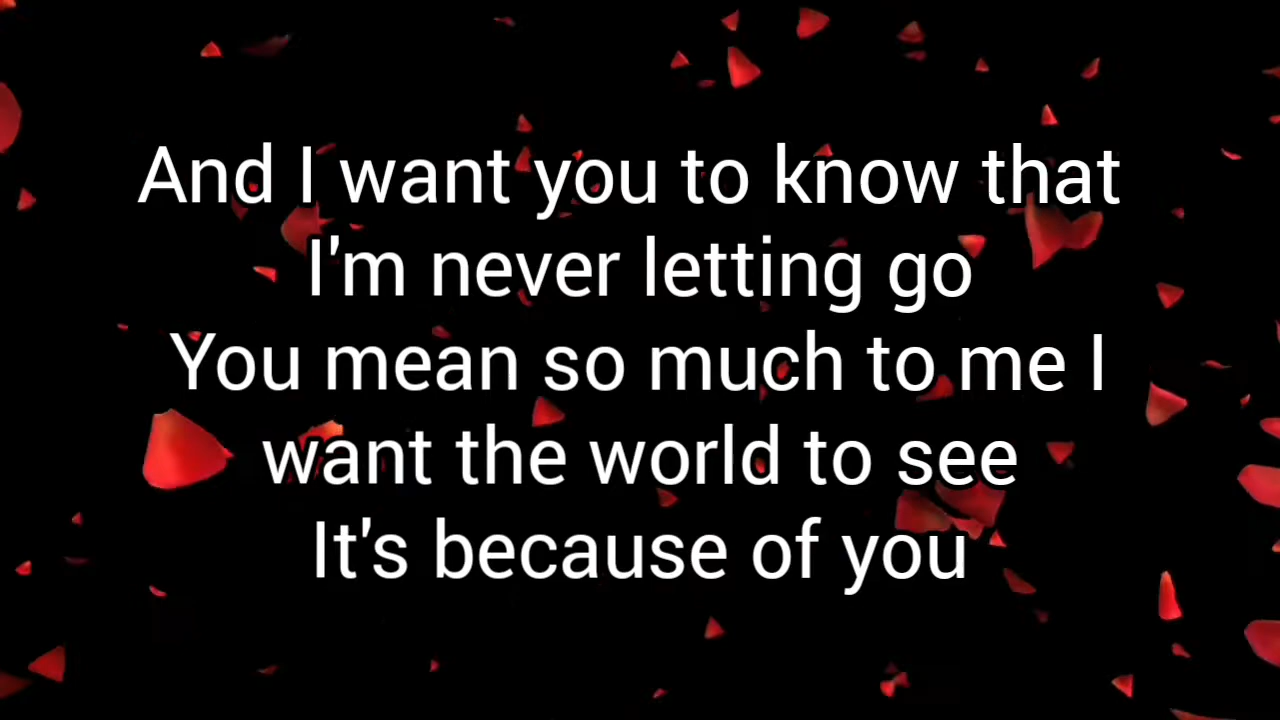 And I want you to know that
I'm never letting go
You mean so much to me I
want the world to see
It's because of you